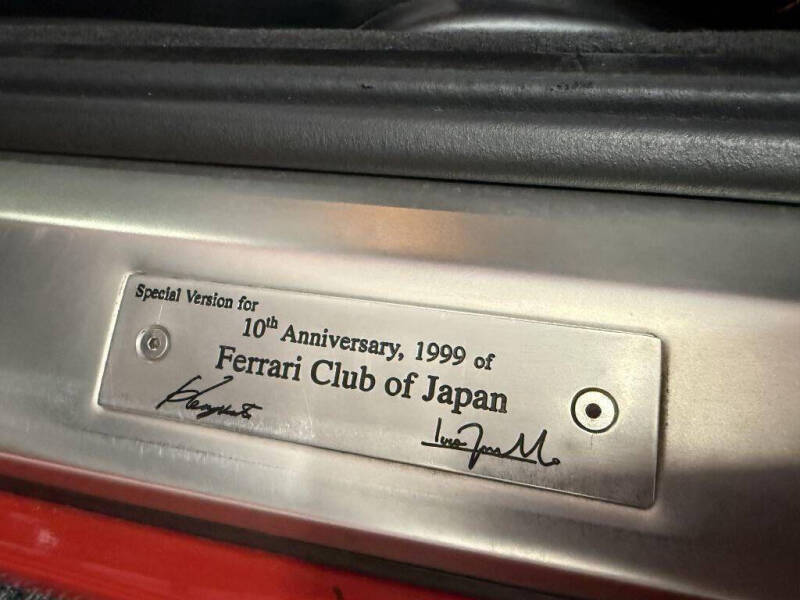 Special Version for
10th Anniversary, 1999 of
Ferrari Club of Japan